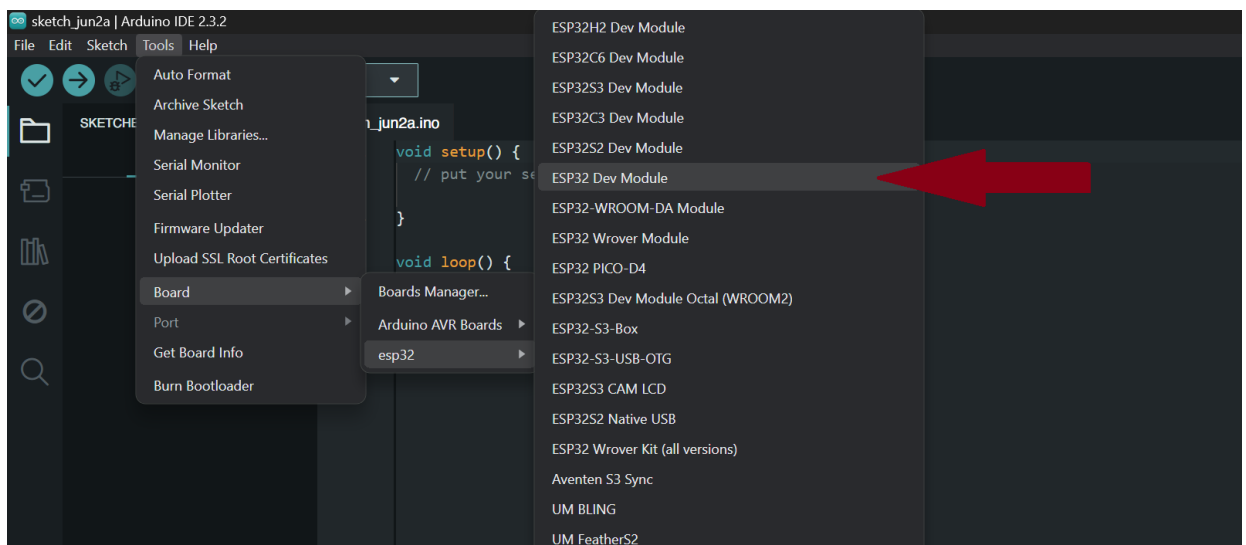 sketch_jun2a | Arduino IDE 2.3.2
File Edit Sketch Tools Help
Auto Format
Archive Sketch
Manage Libraries...
Serial Monitor
Serial Plotter
Firmware Updater
Upload SSL Root Certificates
Board
Port
Get Board Info
Burn Bootloader
Boards Manager...
Arduino AVR Boards
esp32
ESP32H2 Dev Module
ESP32C6 Dev Module
ESP32S3 Dev Module
ESP32C3 Dev Module
ESP32S2 Dev Module
ESP32 Dev Module
ESP32-WROOM-DA Module
ESP32 Wrover Module
ESP32 PICO-D4
ESP32S3 Dev Module Octal (WROOM2)
ESP32-S3-Box
ESP32-S3-USB-OTG
ESP32S3 CAM LCD
ESP32S2 Native USB
ESP32 Wrover Kit (all versions)
Aventen S3 Sync
UM BLING
UM FeatherS2
SKETCHE
_jun2a.ino
void setup() {
// put your se
}
void loop() {